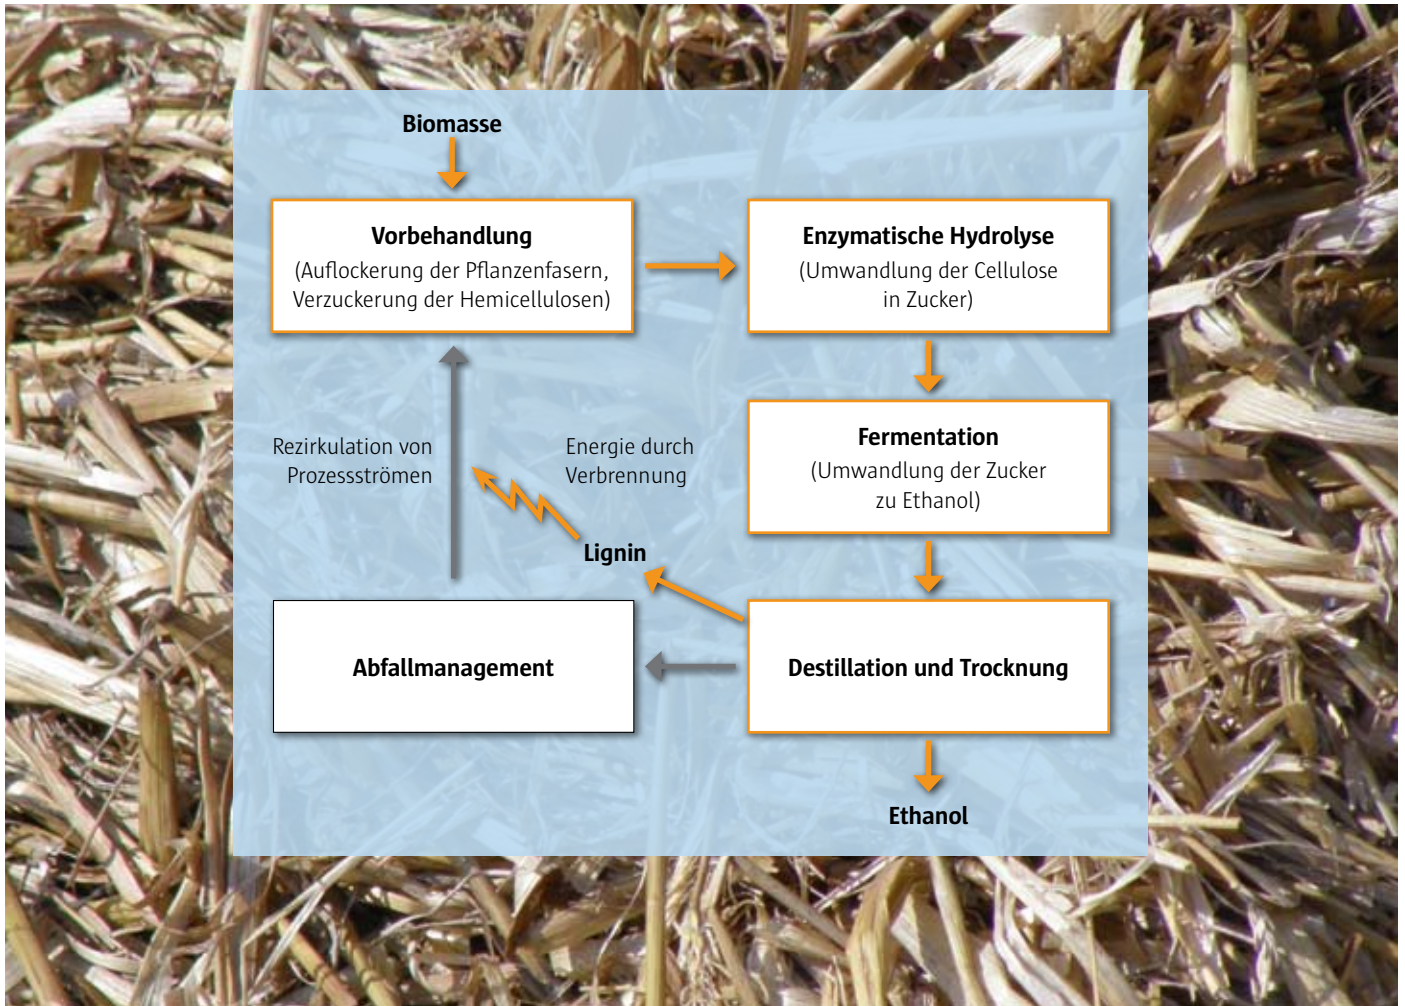 Biomasse
Vorbehandlung
(Auflockerung der Pflanzenfasern,
Verzuckerung der Hemicellulosen)
Enzymatische Hydrolyse
(Umwandlung der Cellulose
in Zucker)
Fermentation
(Umwandlung der Zucker
zu Ethanol)
Rezirkulation von
Prozessströmen
Energie durch
Verbrennung
Lignin
Abfallmanagement
Destillation und Trocknung
Ethanol